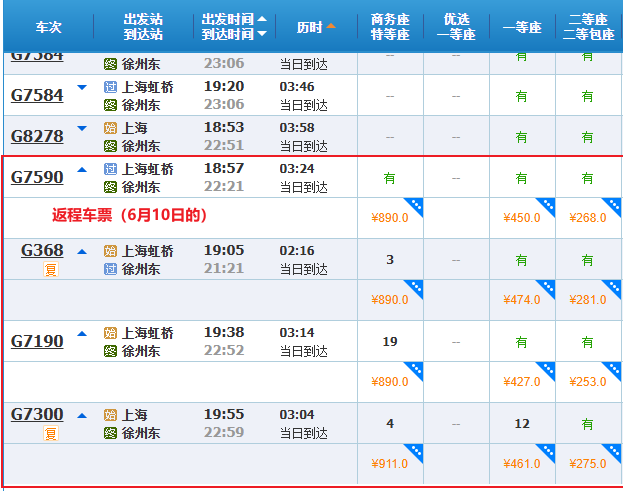 车次 出发站 到达站 出发时间 到达时间 历时 商务座 特等座 优选 一等座 一等座 二等座 二等包座
G7584 终 徐州东 23:06 当日到达 -- 有 有
G7584 过 上海虹桥 19:20 03:46 -- -- 有 有
终 徐州东 23:06 当日到达
G8278 始 上海 18:53 03:58 -- -- 有 有
终 徐州东 22:51 当日到达
G7590 过 上海虹桥 18:57 03:24 有 -- 有 有
终 徐州东 22:21 当日到达
返程车票（6月10日的） ¥890.0 ¥450.0 ¥268.0
G368 始 上海虹桥 19:05 02:16 3 -- 有 有
复 过 徐州东 21:21 当日到达
¥890.0 ¥474.0 ¥281.0
G7190 始 上海虹桥 19:38 03:14 19 -- 有 有
终 徐州东 22:52 当日到达
¥890.0 ¥427.0 ¥253.0
G7300 始 上海 19:55 03:04 4 -- 12 有
复 终 徐州东 22:59 当日到达
¥911.0 ¥461.0 ¥275.0